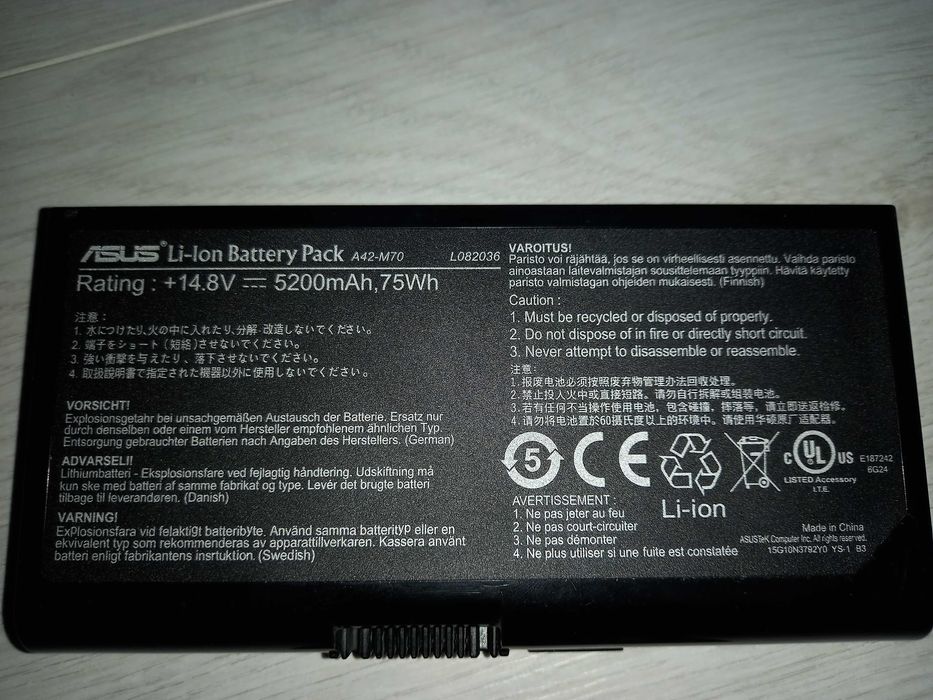 ASUS® Li-Ion Battery Pack A42-M70 L082036
Rating : +14.8V ⎓ 5200mAh,75Wh
注意 :
1. 水につけたり,火の中に入れたり,分解 改造しないでください。
2. 端子をショート (短絡)させないでください。
3. 強い衝撃を与えたり、落下させないでください。
4. 取扱説明書で指定された機器以外に使用しないでください。
VORSICHT!
Explosionsgetahr bei unsachgemäßen Austausch der Batterie. Ersatz nur
durch denselben oder einem vom Hersteller empfohlenem ähnlichen Typ.
Entsorgung gebrauchter Batterien nach Angaben des Herstellers. (German)
ADVARSELI!
Lithiumbatteri - Eksplosionsfare ved fejlagtig håndtering. Udskiftning må
kun ske med batteri af samme fabrikat og type. Levér det brugte batteri
tilbage til leverandøren. (Danish)
VARNING!
Explosionsfara vid felaktigt batteribyte. Använd samma batterityp eller en
ekvivalent typ som rekommenderas av apparattillverkaren. Kassera använt
batten enligt fabrikantens insrtuktion. (Swedish)
VAROITUS!
Paristo voi räjähtää, jos se on virheellisesti asennettu. Vaihda paristo
ainoastaan laitevalmistajan sousittelemaan tyyppiin. Hävitä käytetty
paristo valmistagan ohjeiden mukaisesti. (Finnish)
Caution :
1. Must be recycled or disposed of properly.
2. Do not dispose of in fire or directly short circuit.
3. Never attempt to disassemble or reassemble.
注意:
1. 报废电池必须按照废弃物管理办法回收处理。
2. 禁止投入火中或直接短路。请勿自行拆解或组装电池。
3. 若有任何不当操作使用电池,包含碰撞,摔落等,请立即送返检修。
4. 请勿将电池置於60摄氏度以上的环境中。请使用华硕原厂适配器。
5 CE Li-ion c UL US E187242
6G24
LISTED Accessory
I.T.E.
AVERTISSEMENT :
1. Ne pas jeter au feu
2. Ne pas court-circuiter
3. Ne pas démonter
4. Ne plus utiliser si une fuite est constatée
Made in China
ASUSTeK Computer Inc. All rights reserved.
15G10N3792Y0 YS-1 B3